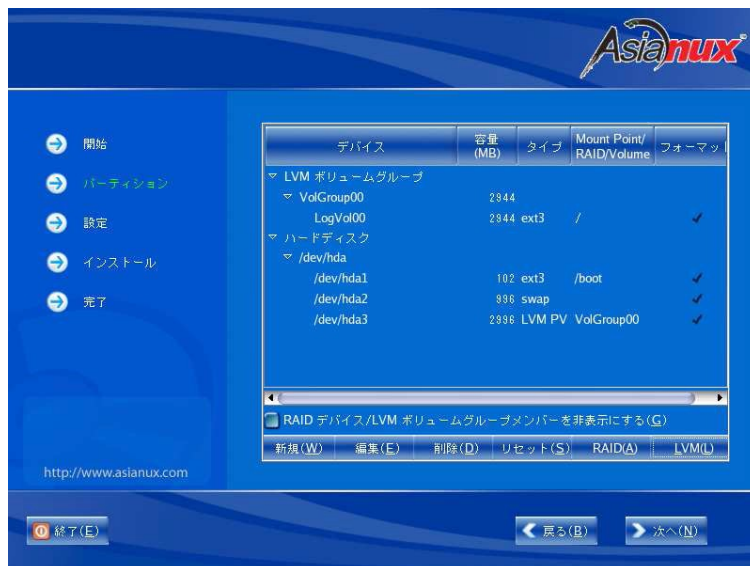 Asianux
開始
パーティション
設定
インストール
完了
http://www.asianux.com
デバイス 容量 (MB) タイプ Mount Point/ RAID/Volume フォーマッ
LVM ボリュームグループ
VolGroup00 2944
LogVol00 2944 ext3 /
ハードディスク
/dev/hda
/dev/hda1 102 ext3 /boot
/dev/hda2 996 swap
/dev/hda3 2996 LVM PV VolGroup00
RAID デバイス/LVM ボリュームグループメンバーを非表示にする(G)
新規(W) 編集(E) 削除(D) リセット(S) RAID(A) LVM(L)
終了(E) 戻る(B) 次へ(N)